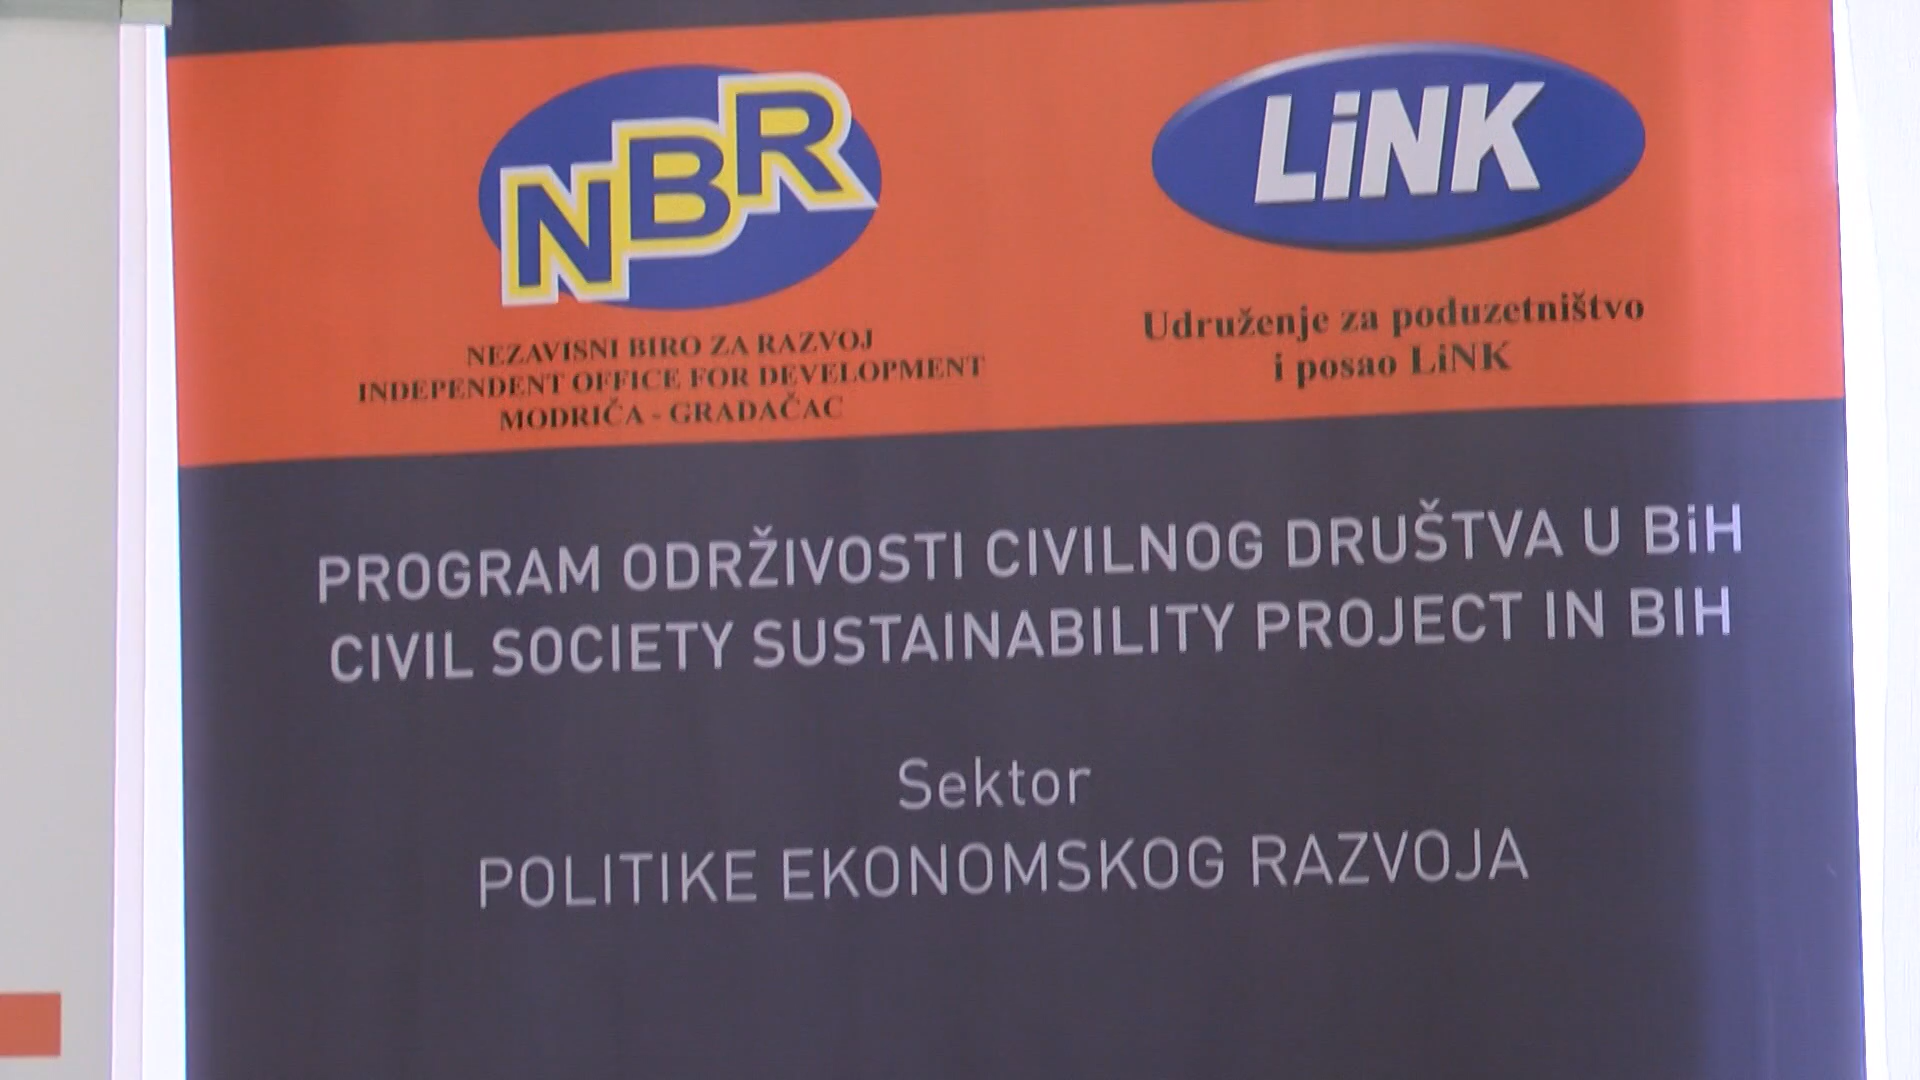 NBR
NEZAVISNI BIRO ZA RAZVOJ
INDEPENDENT OFFICE FOR DEVELOPMENT
MODRIČA - GRADAČAC
LiNK
Udruženje za poduzetništvo
i posao LiNK
PROGRAM ODRŽIVOSTI CIVILNOG DRUŠTVA U BiH
CIVIL SOCIETY SUSTAINABILITY PROJECT IN BIH
Sektor
POLITIKE EKONOMSKOG RAZVOJA